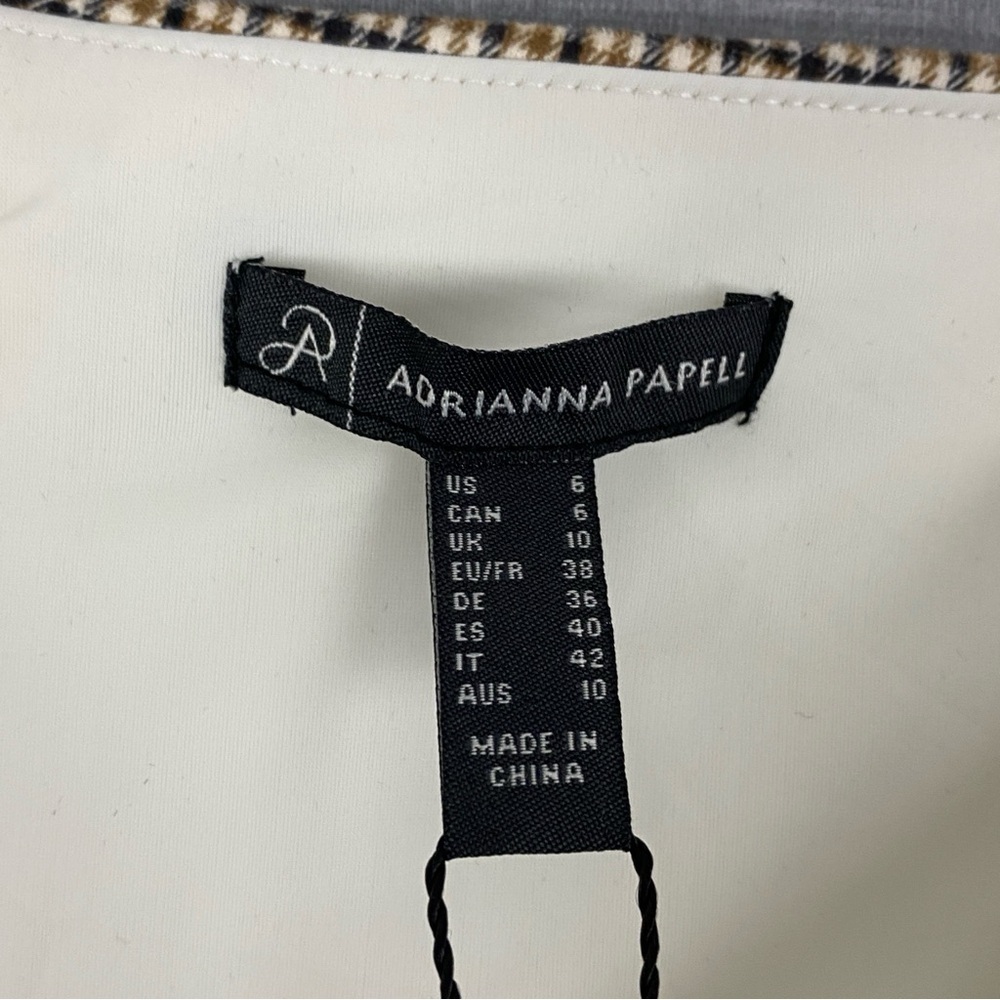 AP
ADRIANNA PAPELL
US 6
CAN 6
UK 10
EU/FR 38
DE 36
ES 40
IT 42
AUS 10
MADE IN
CHINA